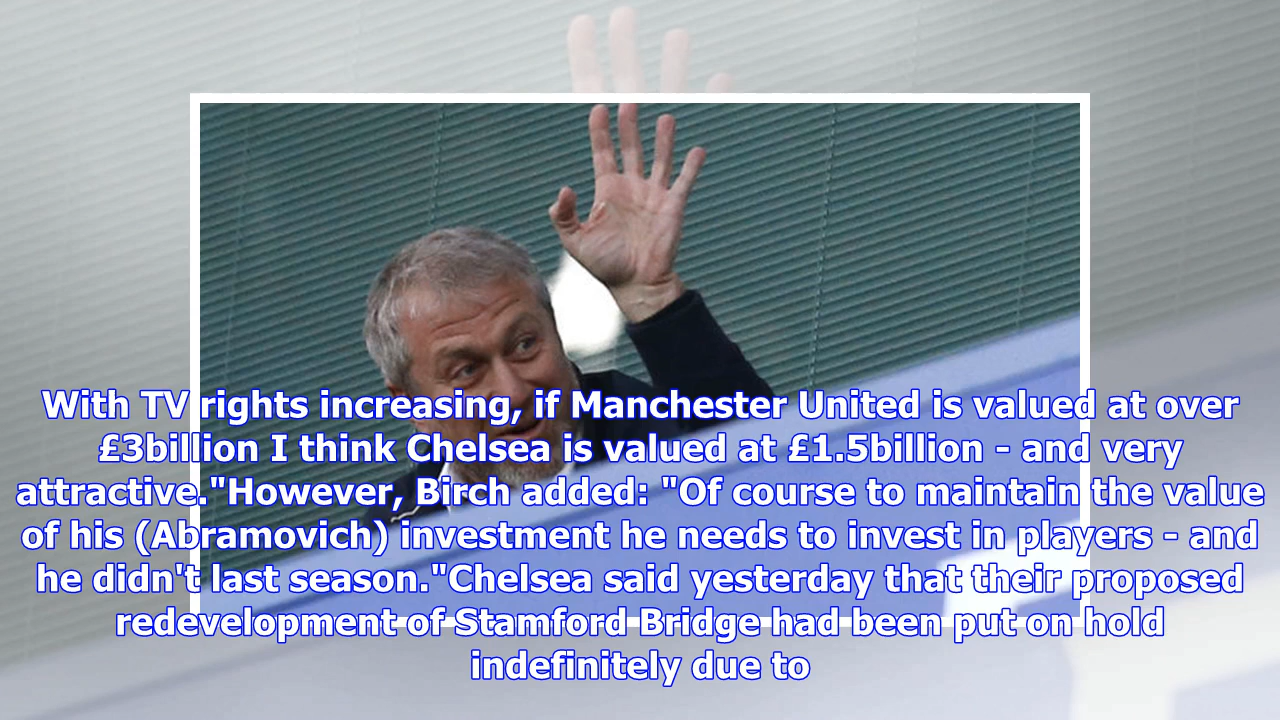 With TV rights increasing, if Manchester United is valued at over
£3billion I think Chelsea is valued at £1.5billion - and very
attractive."However, Birch added: "Of course to maintain the value
of his (Abramovich) investment he needs to invest in players - and
he didn't last season."Chelsea said yesterday that their proposed
redevelopment of Stamford Bridge had been put on hold
indefinitely due to